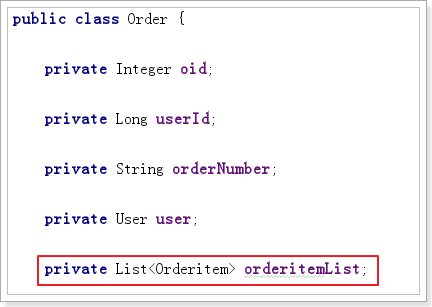 public class Order {
private Integer oid;
private Long userId;
private String orderNumber;
private User user;
private List<Orderitem> orderitemList;